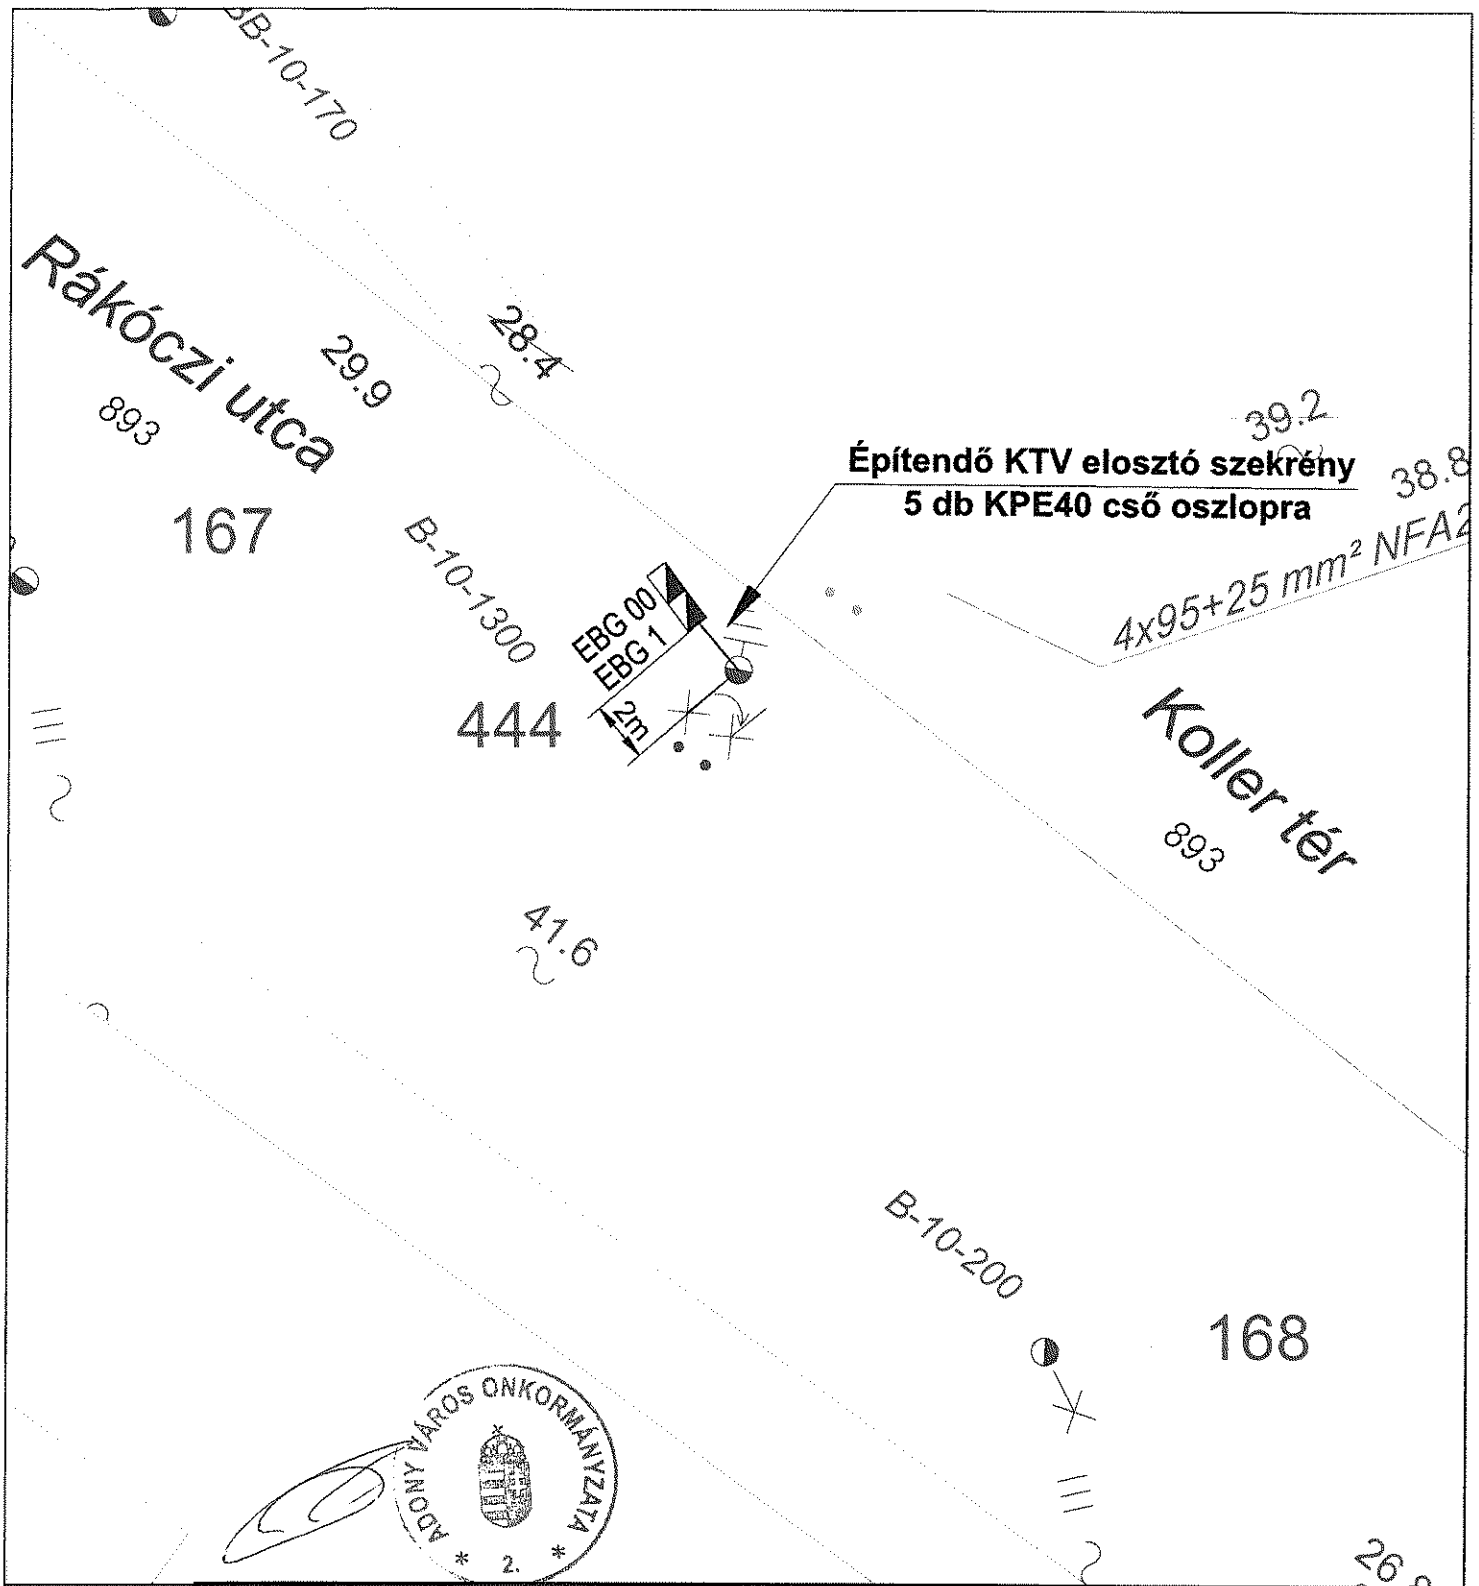 BB-10-170
Rákóczi utca
893
29.9
28.4
167
B-10-1300
39.2
38.8
Építendő KTV elosztó szekrény
5 db KPE40 cső oszlopra
4x95+25 mm² NFA2
EBG 00
EBG 1
2m
444
Koller tér
893
41.6
B-10-200
168
ADONY VÁROS ÖNKORMÁNYZATA
* 2. *